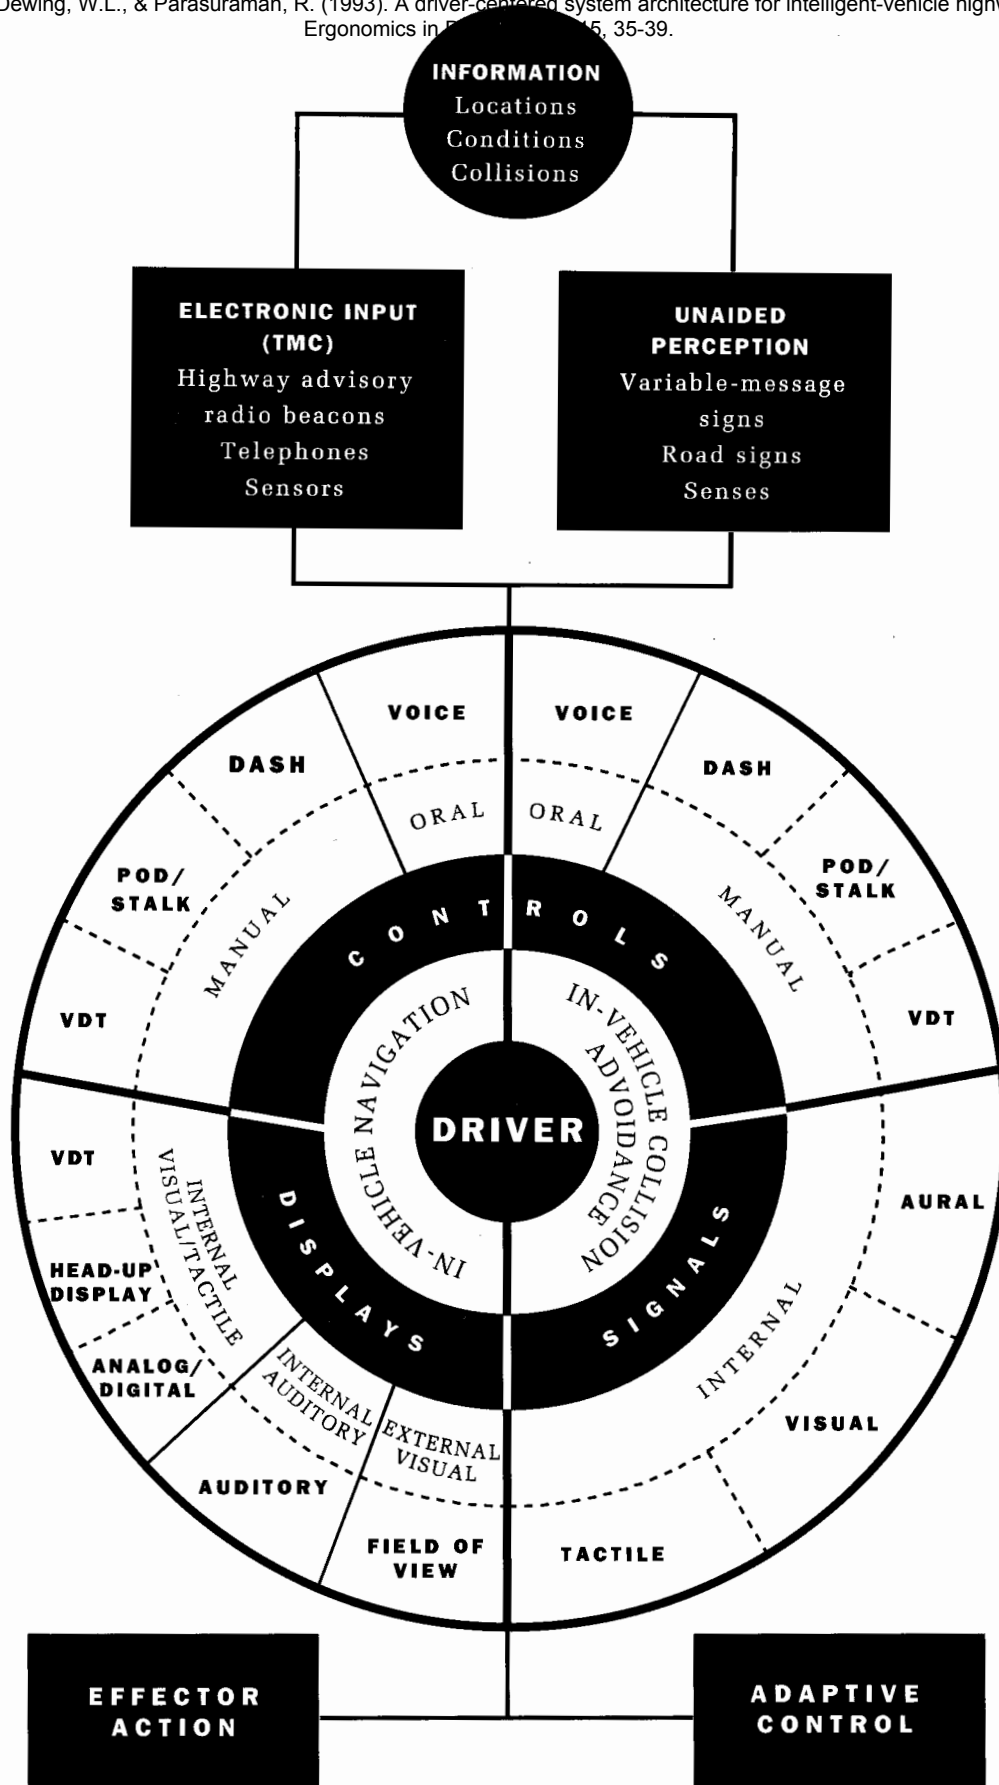 Dewing, W.L., & Parasuraman, R. (1993). A driver-centered system architecture for intelligent-vehicle
Ergonomics in 5, 35-39.
INFORMATION
Locations
Conditions
Collisions
ELECTRONIC INPUT
(TMC)
Highway advisory
radio beacons
Telephones
Sensors
UNAIDED
PERCEPTION
Variable-message
signs
Road signs
Senses
VOICE
VOICE
DASH
DASH
ORAL
ORAL
POD/
STALK
POD/
STALK
MANUAL
MANUAL
CONTROLS
VDT
VDT
IN-VEHICLE NAVIGATION
IN-VEHICLE COLLISION
ADVOIDANCE
DRIVER
VDT
INTERNAL
VISUAL/TACTILE
DISPLAYS
SIGNALS
AURAL
HEAD-UP
DISPLAY
ANALOG/
DIGITAL
INTERNAL
AUDITORY
EXTERNAL
VISUAL
INTERNAL
VISUAL
AUDITORY
FIELD OF
VIEW
TACTILE
EFFECTOR
ACTION
ADAPTIVE
CONTROL